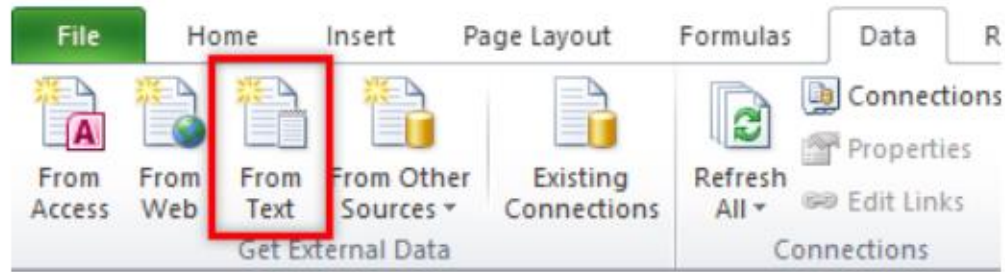 File Home Insert Page Layout Formulas Data R
From Access
From Web
From Text
From Other Sources
Existing Connections
Refresh All
Connections
Properties
Edit Links
Get External Data
Connections